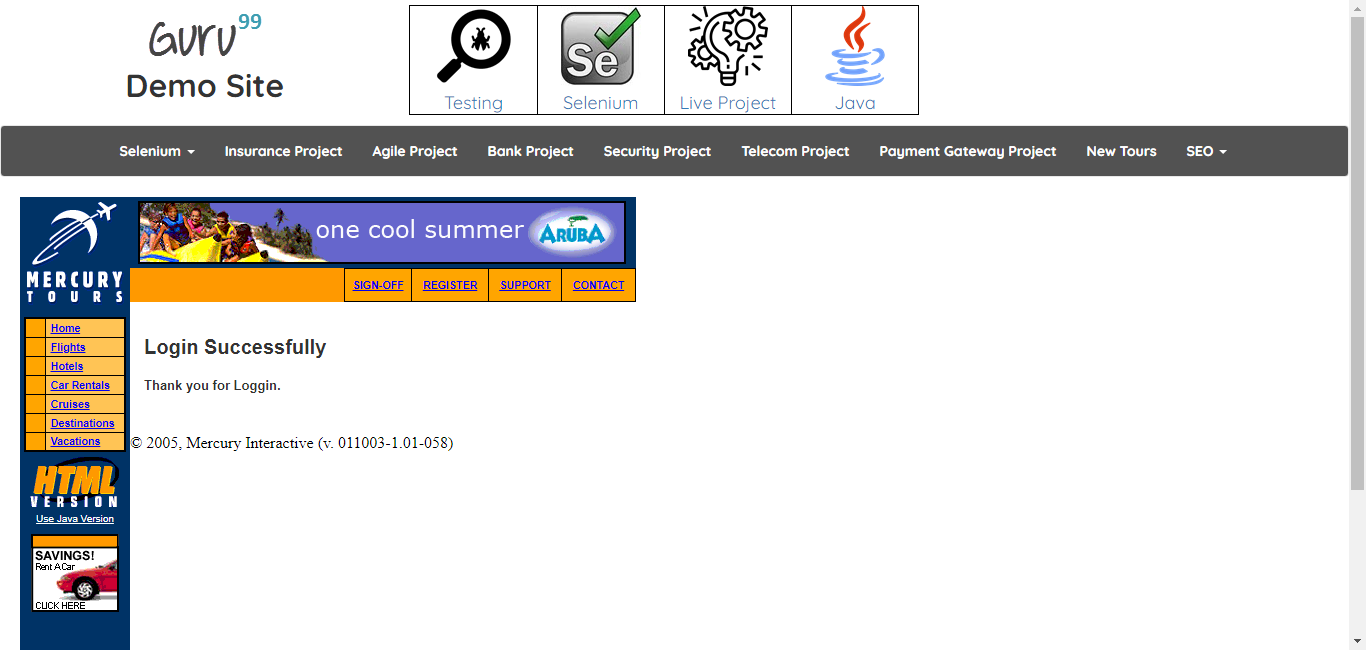 Guru99
Demo Site
Se
Testing
Selenium
Live Project
Java
Selenium
Insurance Project
Agile Project
Bank Project
Security Project
Telecom Project
Payment Gateway Project
New Tours
SEO
MERCURY
TOURS
one cool summer
ARUBA
SIGN-OFF
REGISTER
SUPPORT
CONTACT
Home
Flights
Hotels
Car Rentals
Cruises
Destinations
Vacations
Login Successfully
Thank you for Loggin.
© 2005, Mercury Interactive (v. 011003-1.01-058)
HTML
VERSION
Use Java Version
SAVINGS!
Rent A Car
CLICK HERE